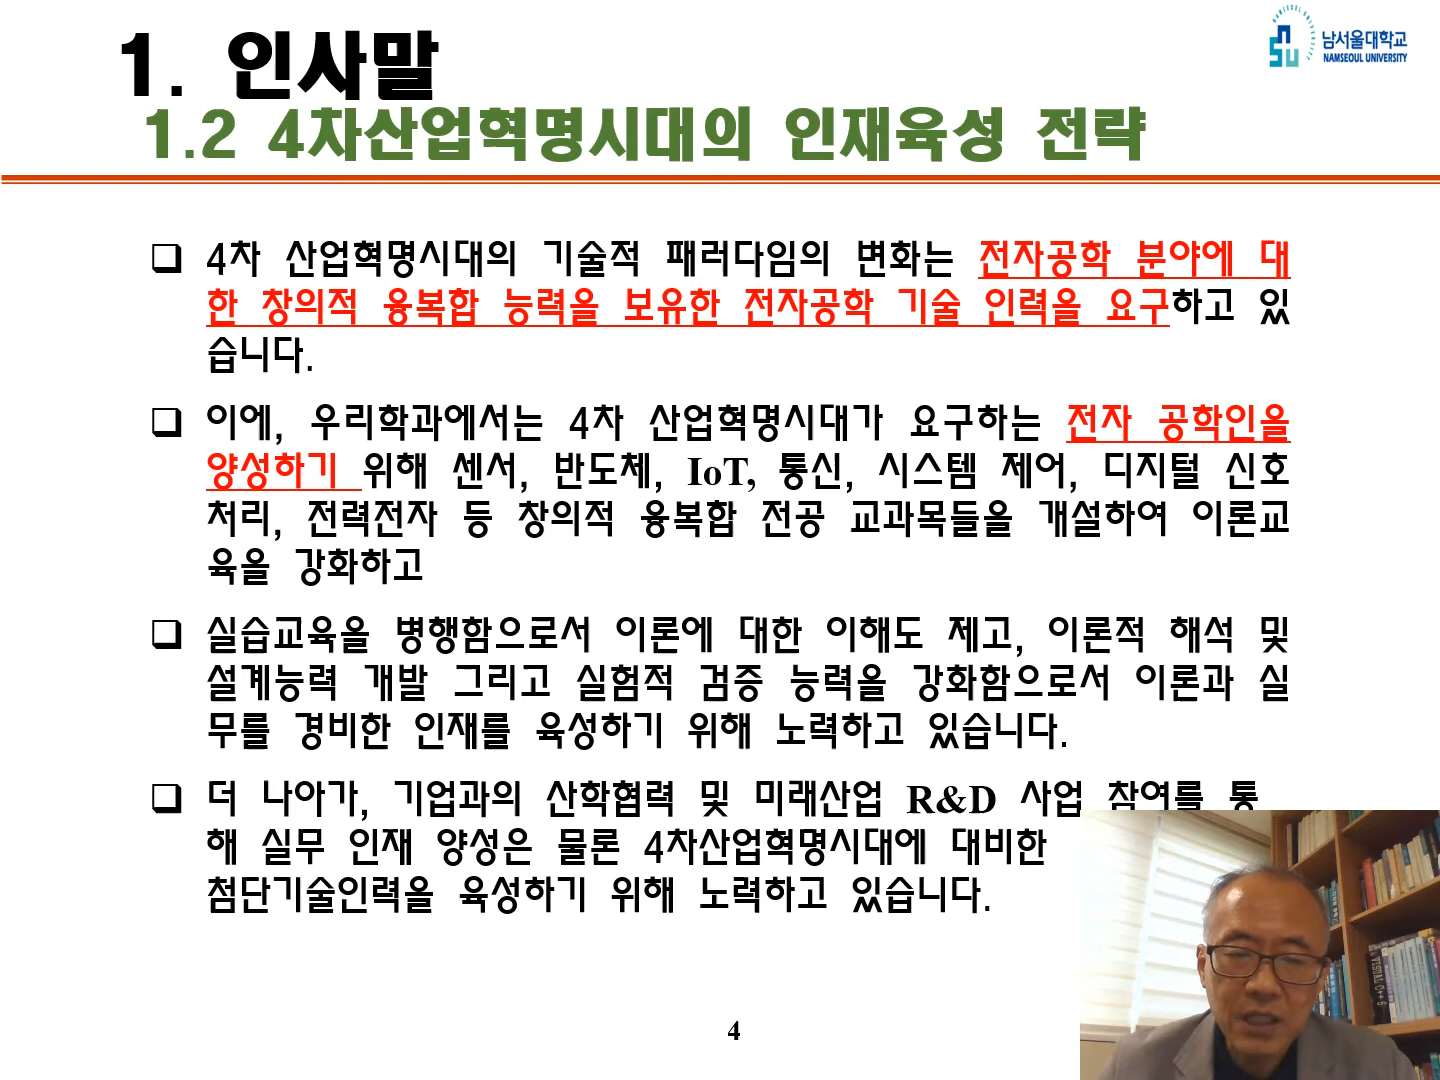 1. 인사말
남서울대학교
NAMSEOUL UNIVERSITY
1.2 4차산업혁명시대의 인재육성 전략
❑ 4차 산업혁명시대의 기술적 패러다임의 변화는 전자공학 분야에 대
한 창의적 융복합 능력을 보유한 전자공학 기술 인력을 요구하고 있
습니다.
❑ 이에, 우리학과에서는 4차 산업혁명시대가 요구하는 전자 공학인을
양성하기 위해 센서, 반도체, IoT, 통신, 시스템 제어, 디지털 신호
처리, 전력전자 등 창의적 융복합 전공 교과목들을 개설하여 이론교
육을 강화하고
❑ 실습교육을 병행함으로서 이론에 대한 이해도 제고, 이론적 해석 및
설계능력 개발 그리고 실험적 검증 능력을 강화함으로서 이론과 실
무를 경비한 인재를 육성하기 위해 노력하고 있습니다.
❑ 더 나아가, 기업과의 산학협력 및 미래산업 R&D 사업 참여를 통
해 실무 인재 양성은 물론 4차산업혁명시대에 대비한
첨단기술인력을 육성하기 위해 노력하고 있습니다.
VISUAL C++6
4